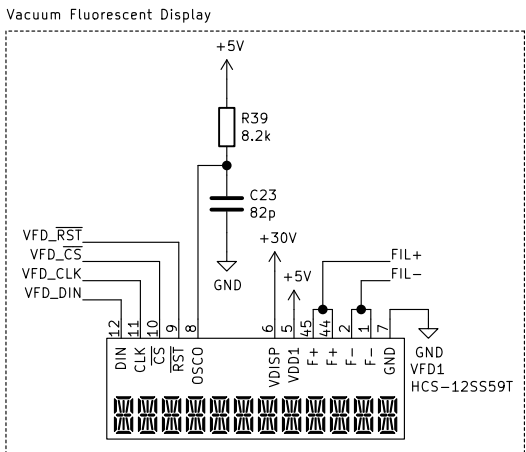 Vacuum Fluorescent Display
+5V
R39
8.2k
C23
82p
GND
VFD_RST
VFD_CS
VFD_CLK
VFD_DIN
+30V
+5V
FIL+
FIL-
12 11 10 9 8 6 5 45 44 2 1 7
DIN CLK CS RST OSCO VDISP VDD1 F+ F+ F- F- GND
GND
VFD1
HCS-12SS59T